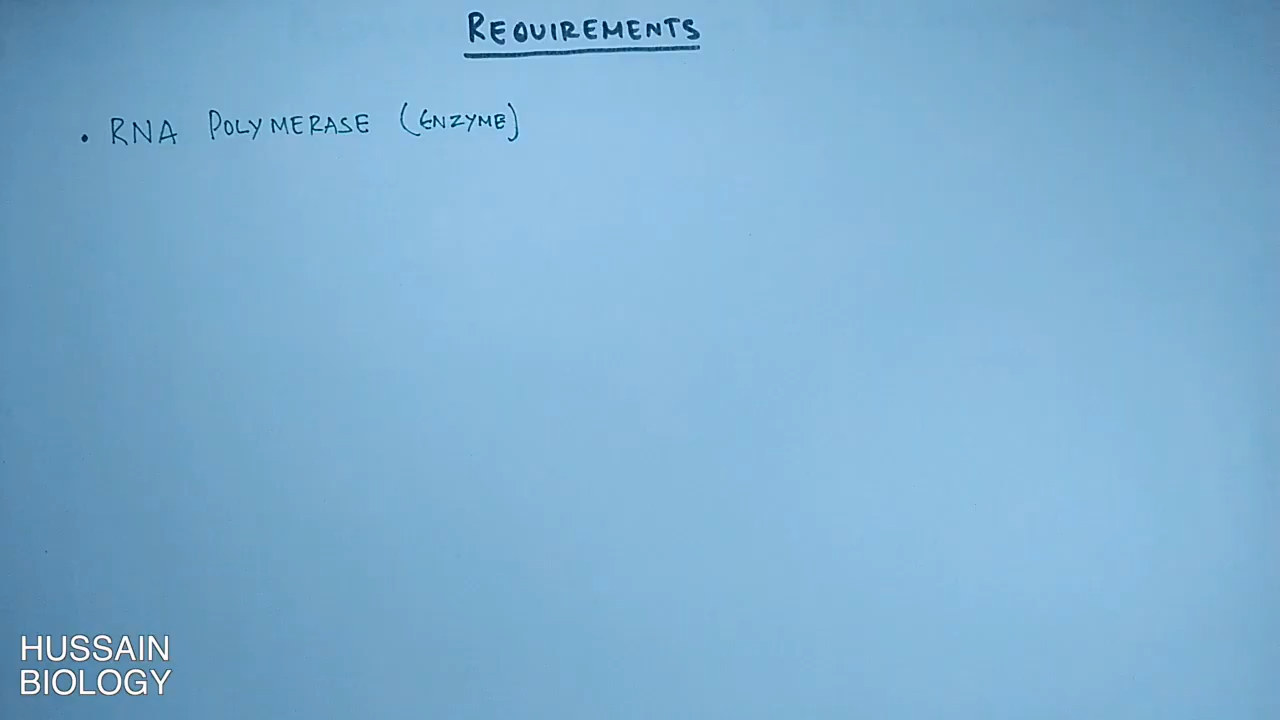 REQUIREMENTS
• RNA POLYMERASE (ENZYME)
HUSSAIN
BIOLOGY